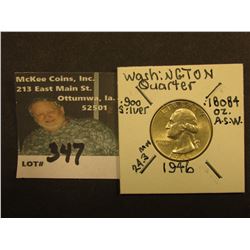 McKee Coins, Inc.
213 East Main St.
Ottumwa, Ia.
52501
LOT# 347
WashiNGTON
Quarter
.900
Silver
.18084
oz.
A.S.W.
24.3 MM
1946